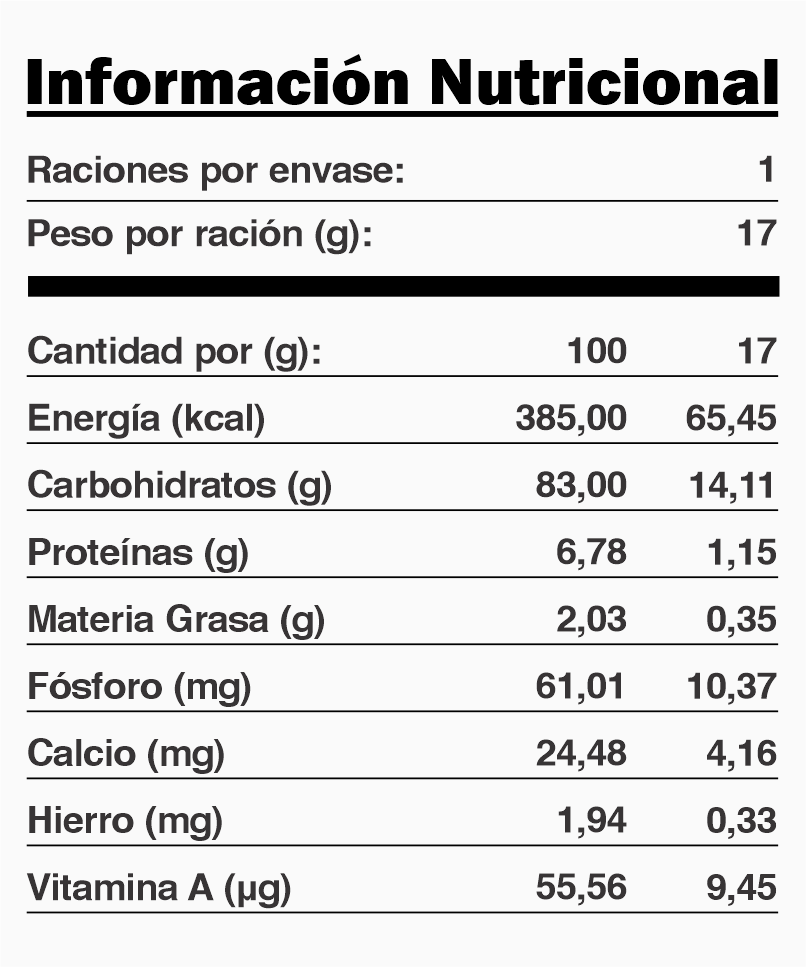 Información Nutricional
Raciones por envase: 1
Peso por ración (g): 17
Cantidad por (g): 100 17
Energía (kcal) 385,00 65,45
Carbohidratos (g) 83,00 14,11
Proteínas (g) 6,78 1,15
Materia Grasa (g) 2,03 0,35
Fósforo (mg) 61,01 10,37
Calcio (mg) 24,48 4,16
Hierro (mg) 1,94 0,33
Vitamina A (µg) 55,56 9,45